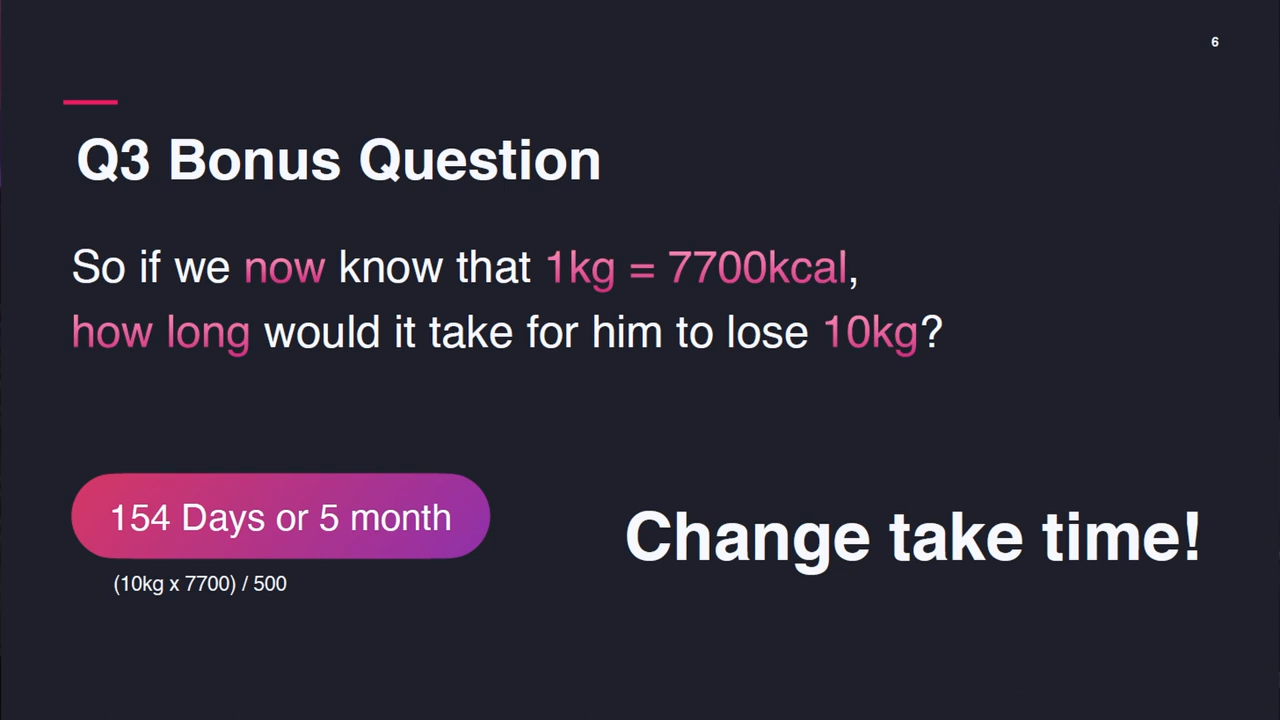 6
Q3 Bonus Question
So if we now know that 1kg = 7700kcal,
how long would it take for him to lose 10kg?
154 Days or 5 month
(10kg x 7700) / 500
Change take time!